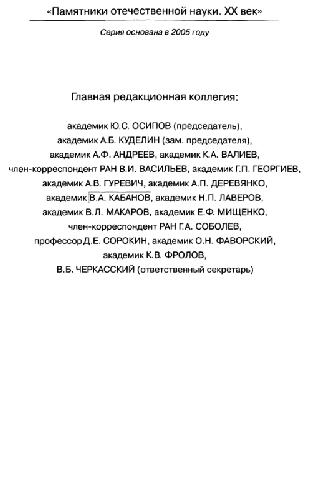 «Памятники отечественной науки. XX век»
Серия основана в 2005 году
Главная редакционная коллегия:
академик Ю.С. ОСИПОВ (председатель),
академик А.Б. КУДЕЛИН (зам. председателя),
академик А.Ф. АНДРЕЕВ, академик К.А. ВАЛИЕВ,
член-корреспондент РАН В.И. ВАСИЛЬЕВ, академик Г.П. ГЕОРГИЕВ,
академик А.В. ГУРЕВИЧ, академик А.П. ДЕРЕВЯНКО,
академик В.А. КАБАНОВ, академик Н.П. ЛАВЕРОВ,
академик В.Л. МАКАРОВ, академик Е.Ф. МИЩЕНКО,
член-корреспондент РАН Г.А. СОБОЛЕВ,
профессор Д.Е. СОРОКИН, академик О.Н. ФАВОРСКИЙ,
академик К.В. ФРОЛОВ,
В.Б. ЧЕРКАССКИЙ (ответственный секретарь)